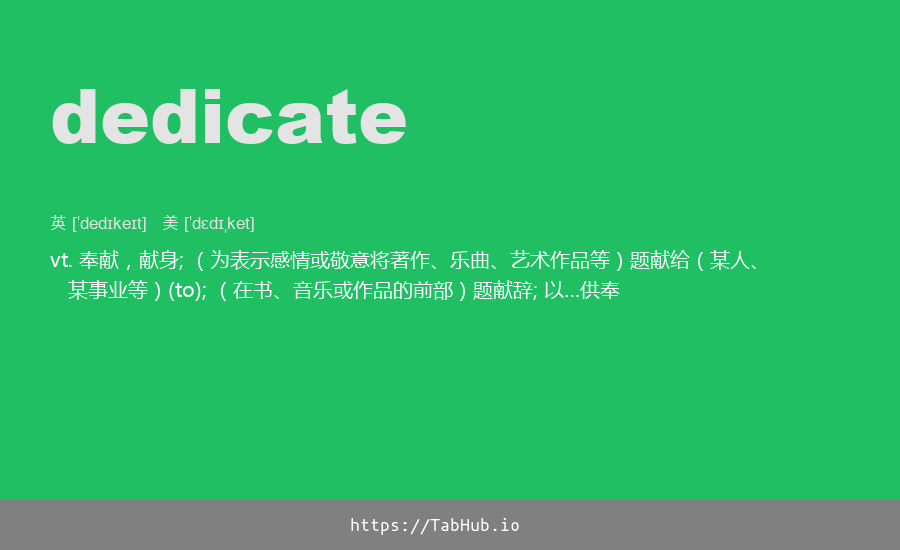 dedicate
英 [ˈdedɪkeɪt] 美 [ˈdɛdɪˌket]
vt. 奉献，献身; （为表示感情或敬意将著作、乐曲、艺术作品等）题献给（某人、
某事业等）(to); （在书、音乐或作品的前部）题献辞; 以…供奉
https://TabHub.io